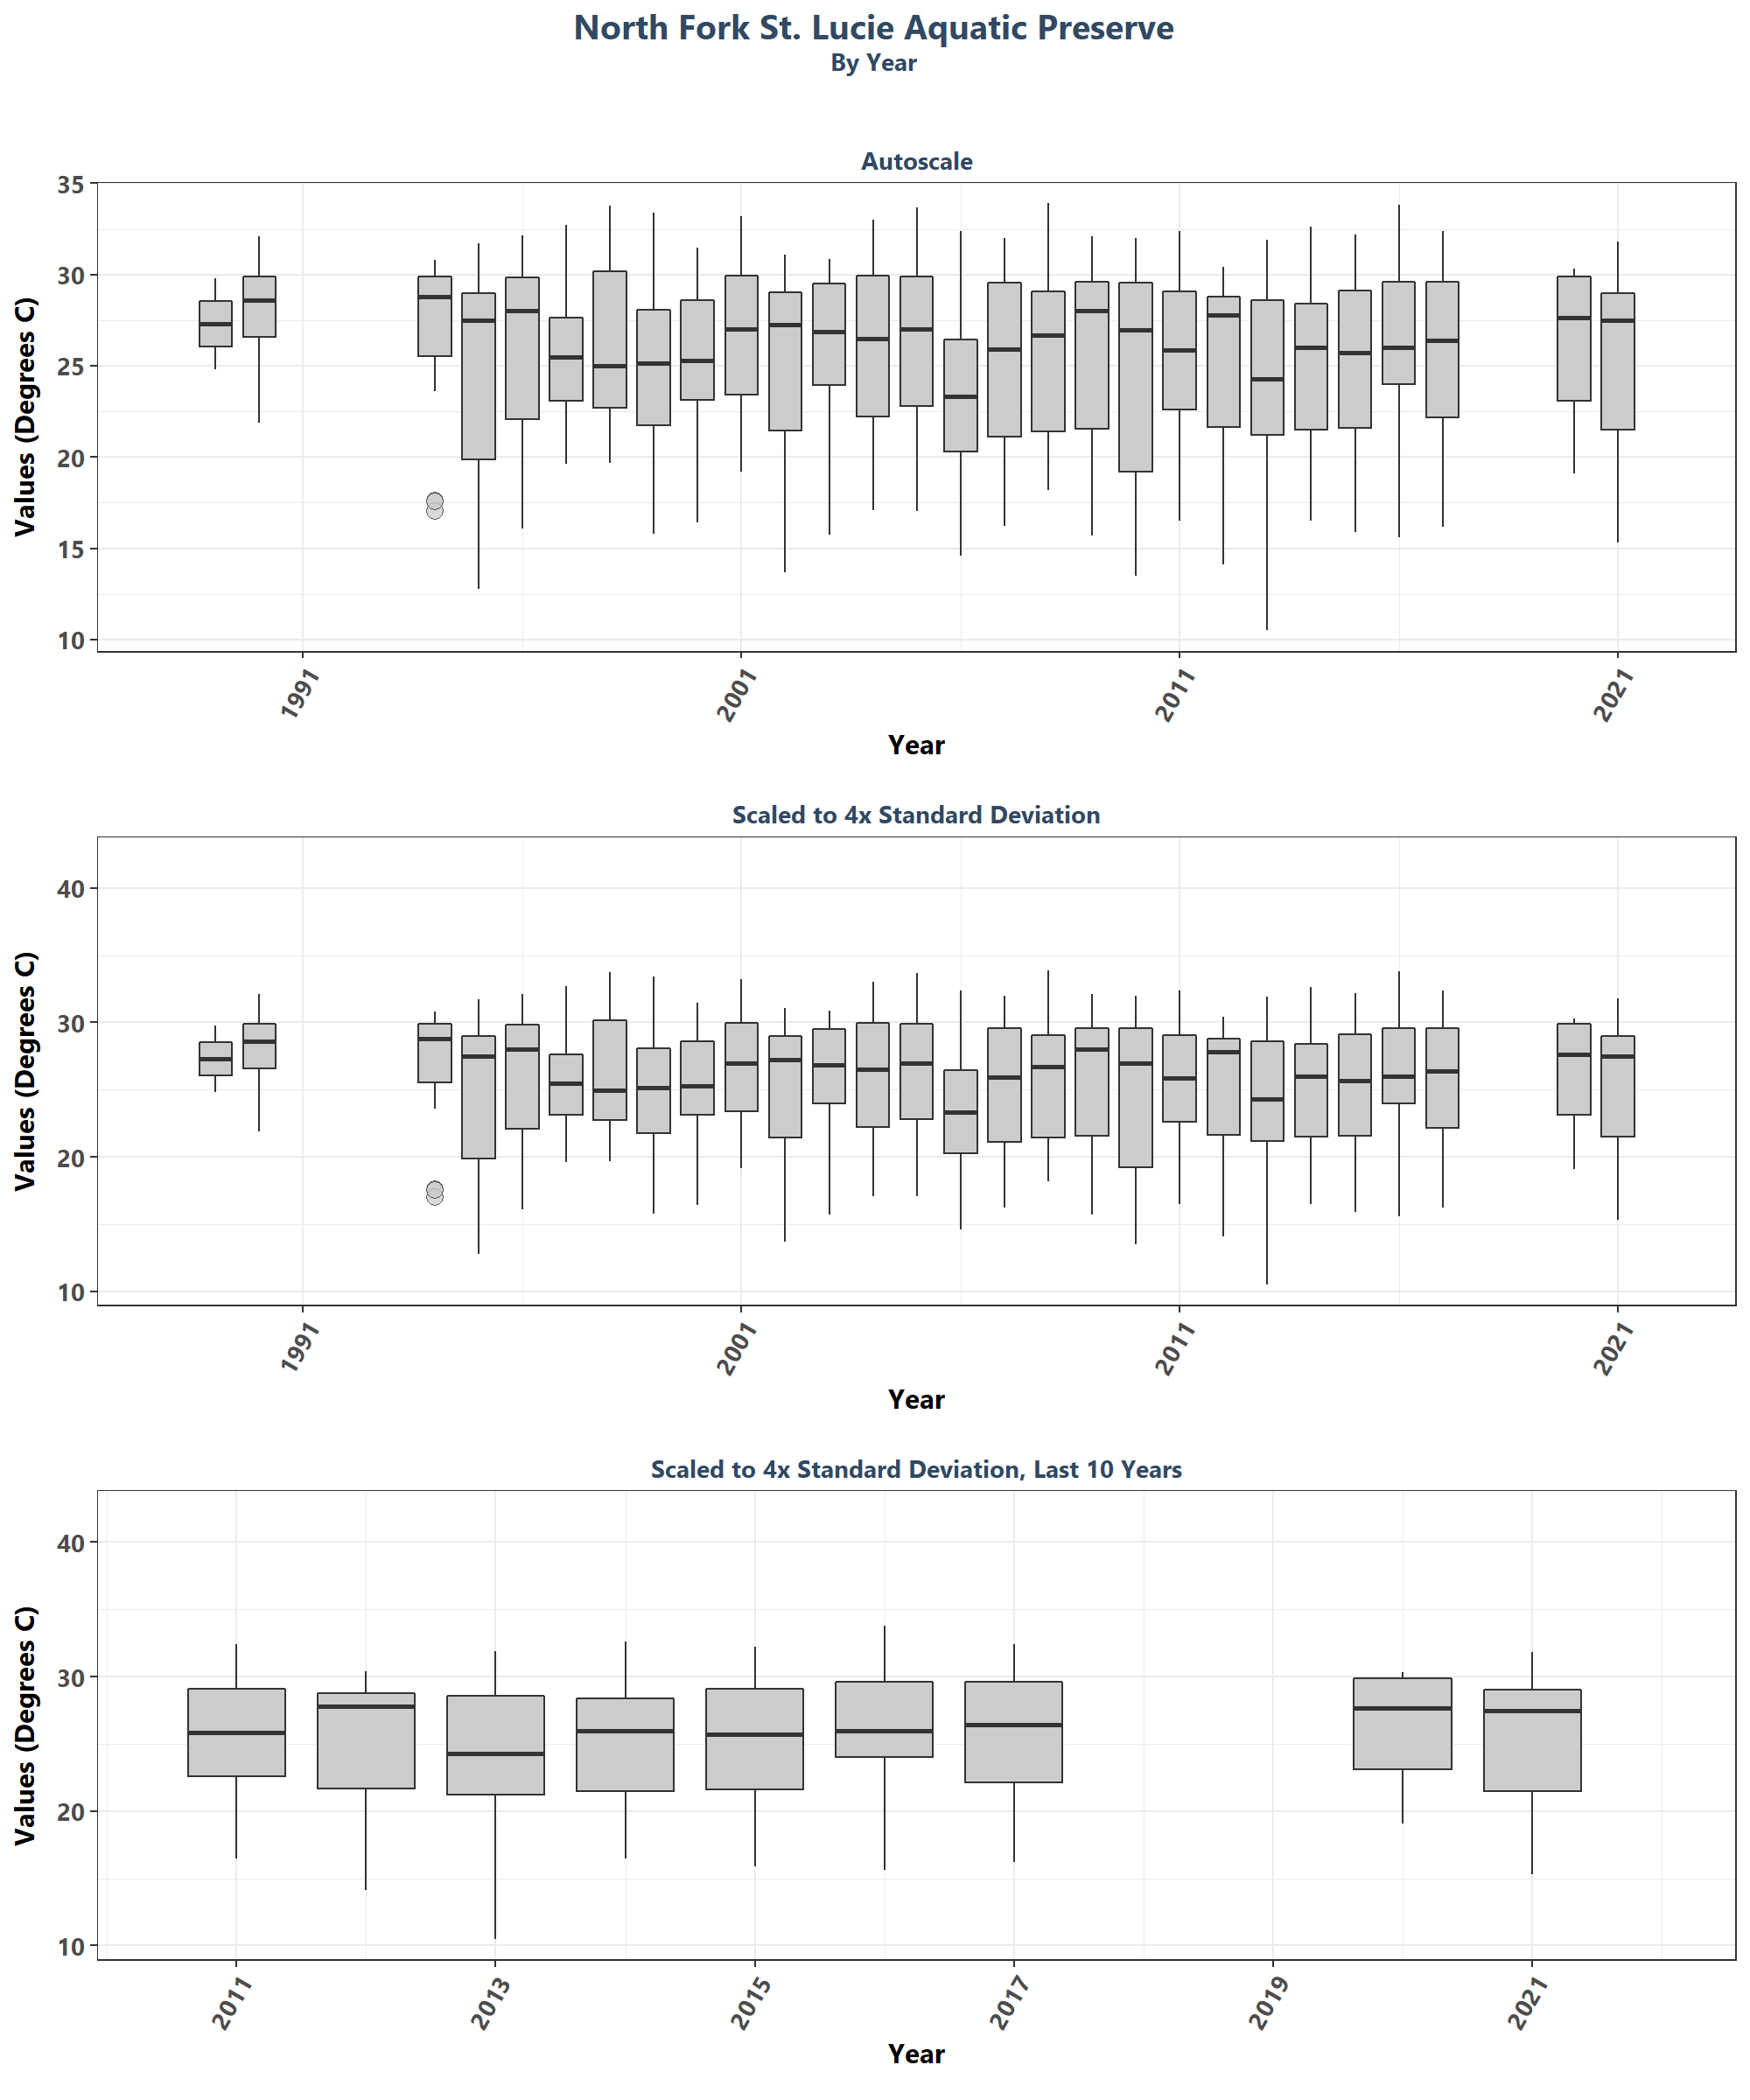 North Fork St. Lucie Aquatic Preserve
By Year
Autoscale
Values (Degrees C)
35
30
25
20
15
10
1991
2001
2011
2021
Year
Scaled to 4x Standard Deviation
Values (Degrees C)
40
30
20
10
1991
2001
2011
2021
Year
Scaled to 4x Standard Deviation, Last 10 Years
Values (Degrees C)
40
30
20
10
2011
2013
2015
2017
2019
2021
Year